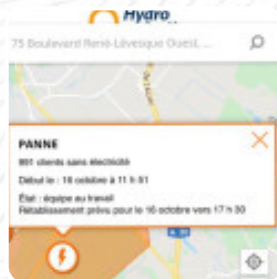 Hydro
75 Boulevard René-Lévesque Ouest, ...
PANNE
991 clients sans électricité
Début le : 16 octobre à 11 h 51
État : équipe au travail
Rétablissement prévu pour le 16 octobre vers 17 h 30